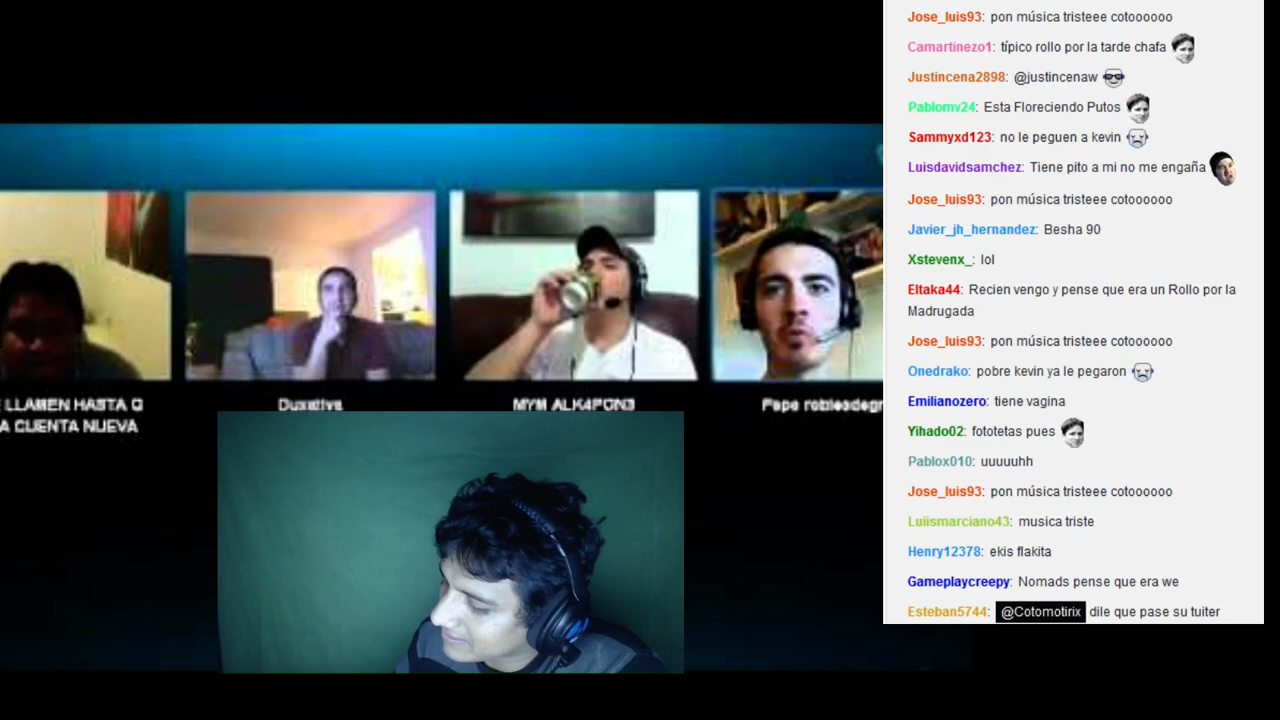 LLAMEN HASTA Q
A CUENTA NUEVA
Duxativa
MYM ALK4PON3
Pepe roblesdegr
Jose_luis93: pon música tristeee cotoooooo
Camartinezo1: típico rollo por la tarde chafa
Justincena2898: @justincenaw
Pablomv24: Esta Floreciendo Putos
Sammyxd123: no le peguen a kevin
Luisdavidsamchez: Tiene pito a mi no me engaña
Jose_luis93: pon música tristeee cotoooooo
Javier_jh_hernandez: Besha 90
Xstevenx_: lol
Eltaka44: Recien vengo y pense que era un Rollo por la
Madrugada
Jose_luis93: pon música tristeee cotoooooo
Onedrako: pobre kevin ya le pegaron
Emilianozero: tiene vagina
Yihado02: fototetas pues
Pablox010: uuuuuhh
Jose_luis93: pon música tristeee cotoooooo
Luiismarciano43: musica triste
Henry12378: ekis flakita
Gameplaycreepy: Nomads pense que era we
Esteban5744: @Cotomotirix dile que pase su tuiter